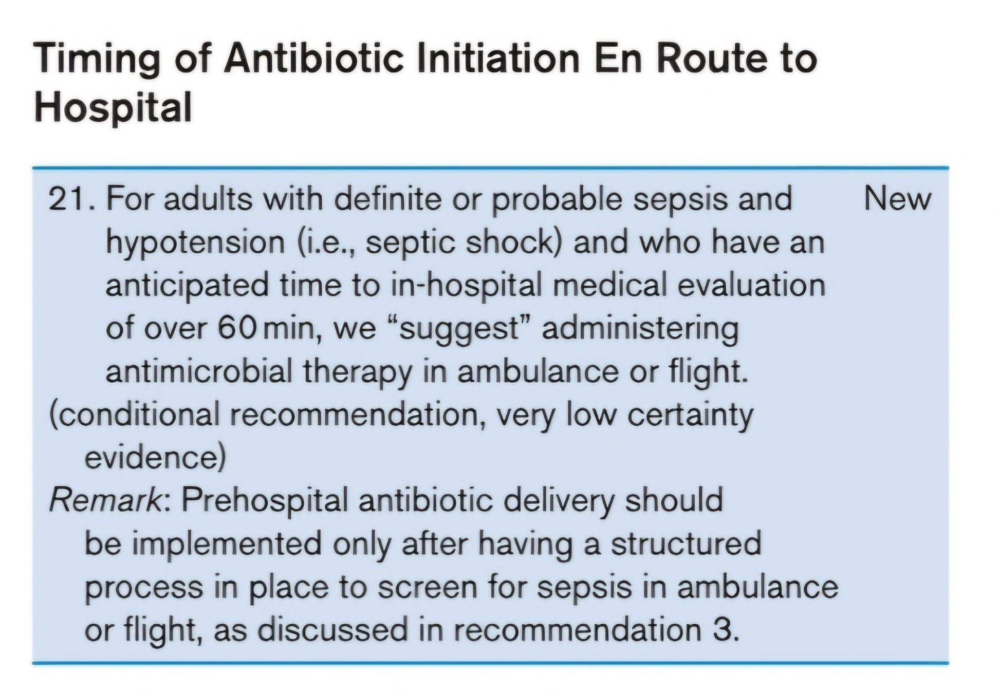 Timing of Antibiotic Initiation En Route to
Hospital
21. For adults with definite or probable sepsis and New
hypotension (i.e., septic shock) and who have an
anticipated time to in-hospital medical evaluation
of over 60 min, we “suggest” administering
antimicrobial therapy in ambulance or flight.
(conditional recommendation, very low certainty
evidence)
Remark: Prehospital antibiotic delivery should
be implemented only after having a structured
process in place to screen for sepsis in ambulance
or flight, as discussed in recommendation 3.